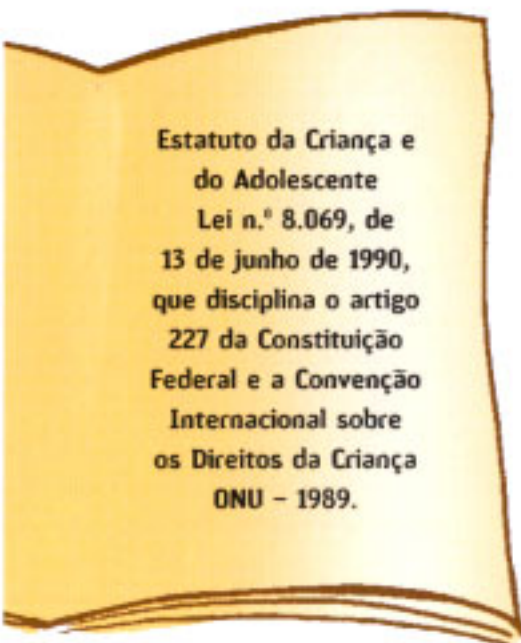 Estatuto da Criança e
do Adolescente
Lei n.º 8.069, de
13 de junho de 1990,
que disciplina o artigo
227 da Constituição
Federal e a Convenção
Internacional sobre
os Direitos da Criança
ONU – 1989.